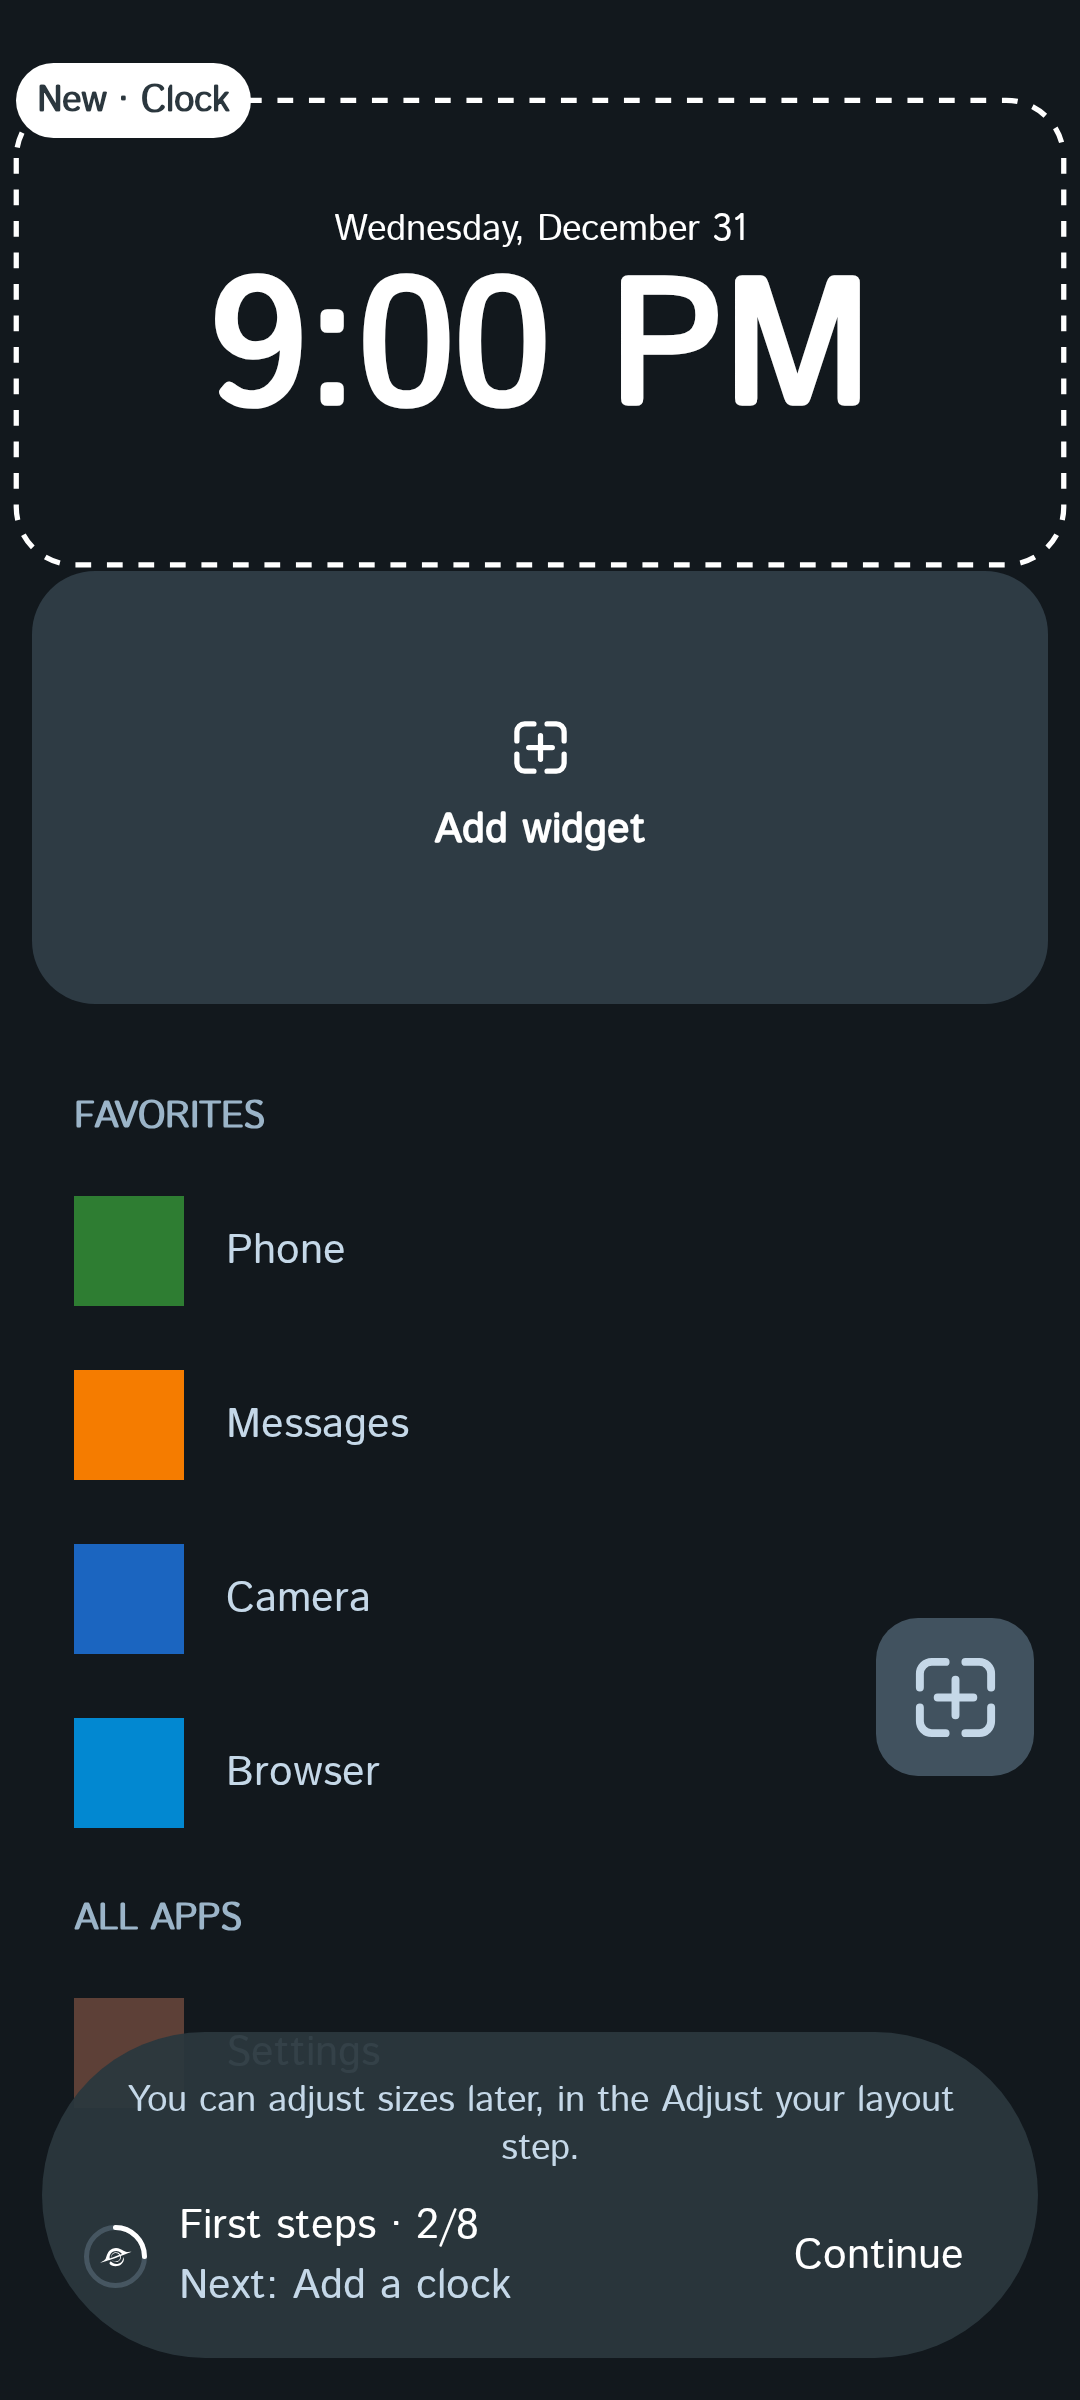 New · Clock
Wednesday, December 31
9:00 PM
Add widget
FAVORITES
Phone
Messages
Camera
Browser
ALL APPS
Settings
You can adjust sizes later, in the Adjust your layout
step.
First steps · 2/8
Next: Add a clock
Continue